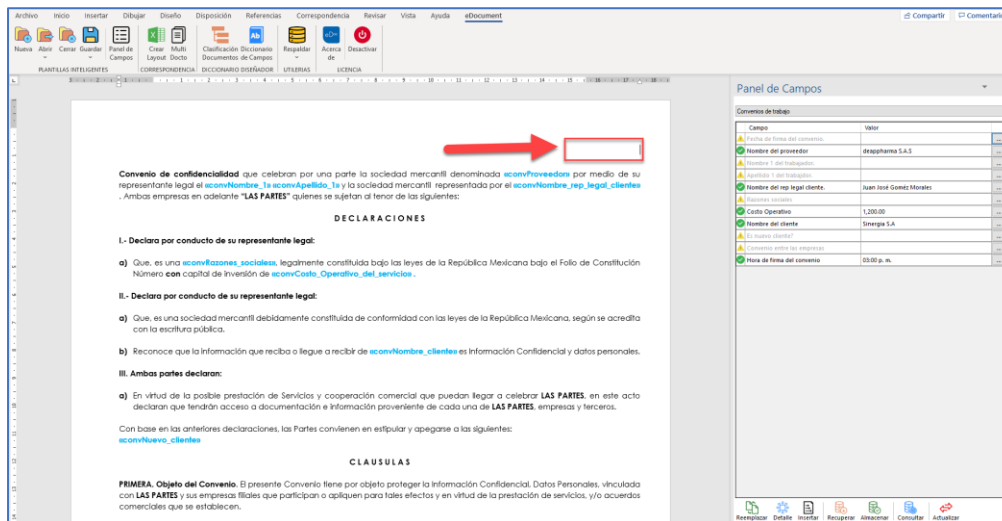 Archivo Inicio Insertar Dibujar Diseño Disposición Referencias Correspondencia Revisar Vista Ayuda eDocument Compartir Comentario
Nueva Abrir Cerrar Guardar Panel de Campos Crear Layout Multi Docto Clasificación Documentos Diccionario de Campos Respaldar Acerca de Desactivar
PLANTILLAS INTELIGENTES CORRESPONDENCIA DICCIONARIO DISEÑADOR UTILERIAS LICENCIA
Convenio de confidencialidad que celebran por una parte la sociedad mercantil denominada «convProveedor» por medio de su
representante legal el «convNombre_1» «convApellido_1» y la sociedad mercantil representada por el «convNombre_rep_legal_cliente»
. Ambas empresas en adelante "LAS PARTES" quienes se sujetan al tenor de las siguientes:
DECLARACIONES
I.- Declara por conducto de su representante legal:
a) Que, es una «convRazones_sociales», legalmente constituida bajo las leyes de la República Mexicana bajo el Folio de Constitución
Número con capital de inversión de «convCosto_Operativo_del_servicio» .
II.- Declara por conducto de su representante legal:
a) Que, es una sociedad mercantil debidamente constituida de conformidad con las leyes de la República Mexicana, según se acredita
con la escritura pública.
b) Reconoce que la información que reciba o llegue a recibir de «convNombre_cliente» es Información Confidencial y datos personales.
III. Ambas partes declaran:
a) En virtud de la posible prestación de Servicios y cooperación comercial que puedan llegar a celebrar LAS PARTES, en este acto
declaran que tendrán acceso a documentación e información proveniente de cada una de LAS PARTES, empresas y terceros.
Con base en las anteriores declaraciones, las Partes convienen en estipular y apegarse a las siguientes:
«convNuevo_cliente»
CLAUSULAS
PRIMERA. Objeto del Convenio. El presente Convenio tiene por objeto proteger la Información Confidencial, Datos Personales, vinculada
con LAS PARTES y sus empresas filiales que participan o apliquen para tales efectos y en virtud de la prestación de servicios, y/o acuerdos
comerciales que se establecen.
Panel de Campos
Convenios de trabajo
Campo Valor
Fecha de firma del convenio.
Nombre del proveedor deappharma S.A.S
Nombre 1 del trabajador.
Apellido 1 del trabajador.
Nombre del rep legal cliente. Juan José Goméz Morales
Razones sociales
Costo Operativo 1,200.00
Nombre del cliente Sinergia S.A
Es nuevo cliente?
Convenio entre las empresas
Hora de firma del convenio 03:00 p. m.
Reemplazar Detalle Insertar Recuperar Almacenar Consultar Actualizar